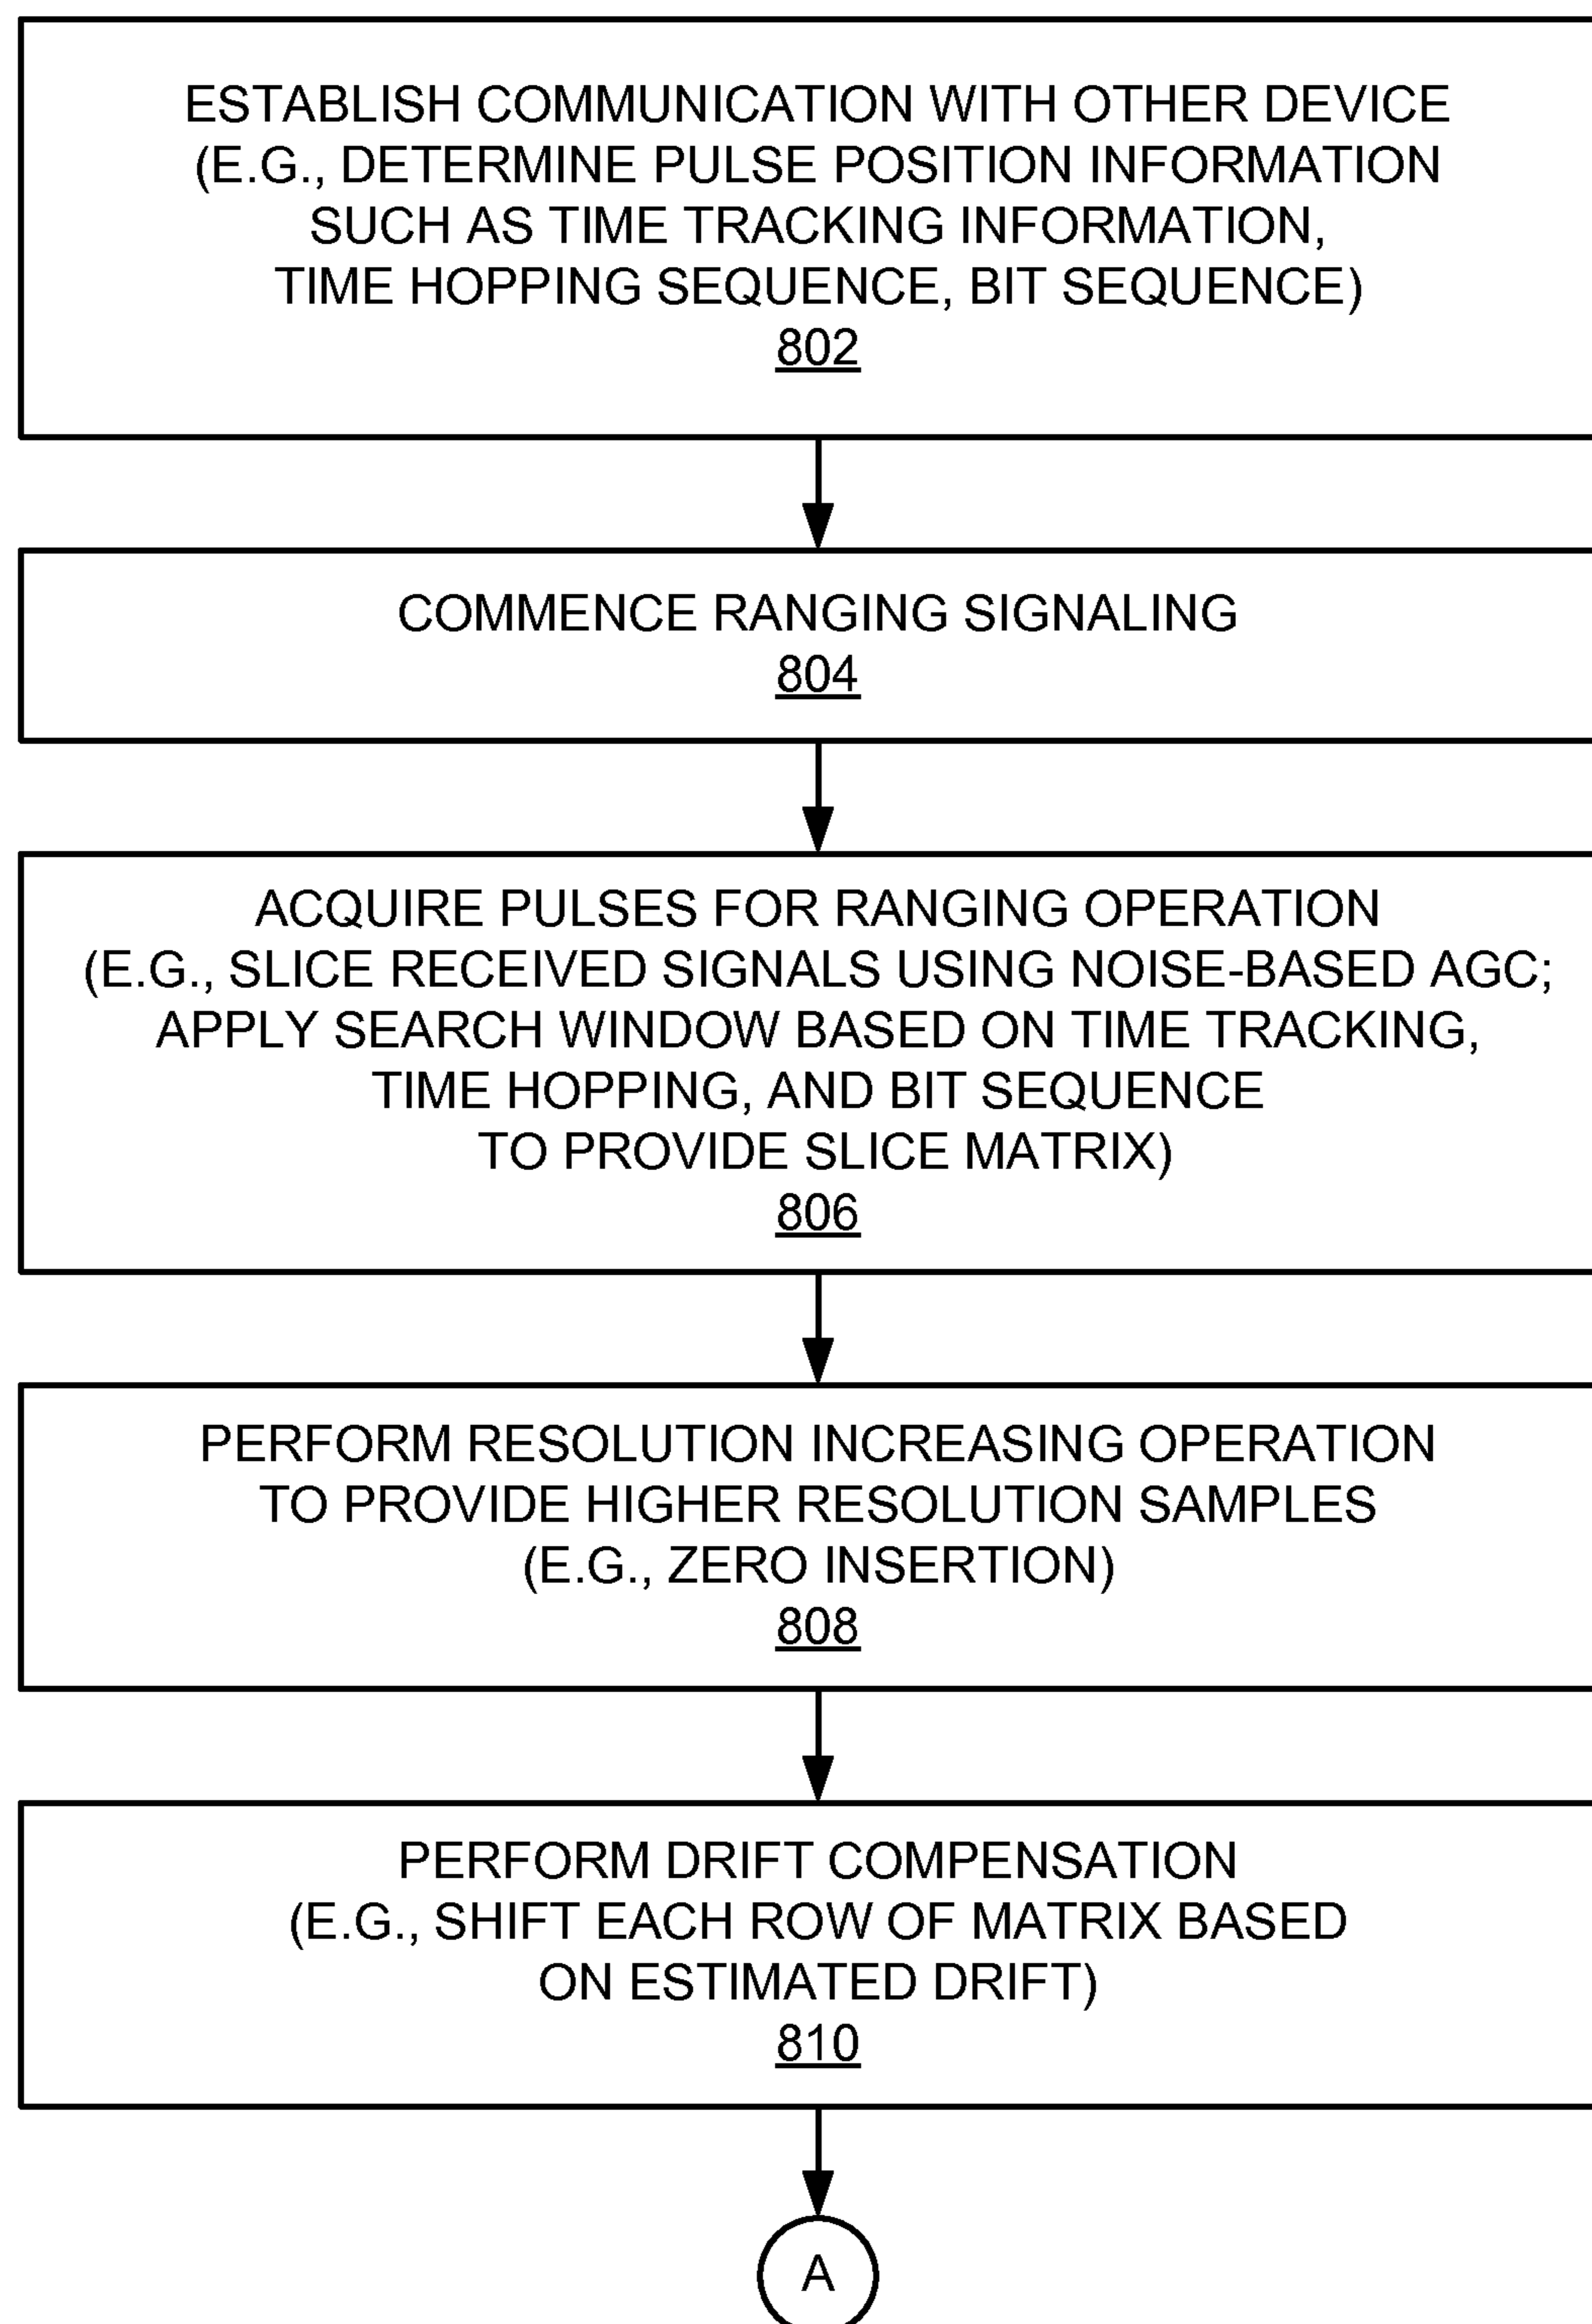 ESTABLISH COMMUNICATION WITH OTHER DEVICE
(E.G., DETERMINE PULSE POSITION INFORMATION
SUCH AS TIME TRACKING INFORMATION,
TIME HOPPING SEQUENCE, BIT SEQUENCE)
802
COMMENCE RANGING SIGNALING
804
ACQUIRE PULSES FOR RANGING OPERATION
(E.G., SLICE RECEIVED SIGNALS USING NOISE-BASED AGC;
APPLY SEARCH WINDOW BASED ON TIME TRACKING,
TIME HOPPING, AND BIT SEQUENCE
TO PROVIDE SLICE MATRIX)
806
PERFORM RESOLUTION INCREASING OPERATION
TO PROVIDE HIGHER RESOLUTION SAMPLES
(E.G., ZERO INSERTION)
808
PERFORM DRIFT COMPENSATION
(E.G., SHIFT EACH ROW OF MATRIX BASED
ON ESTIMATED DRIFT)
810
A